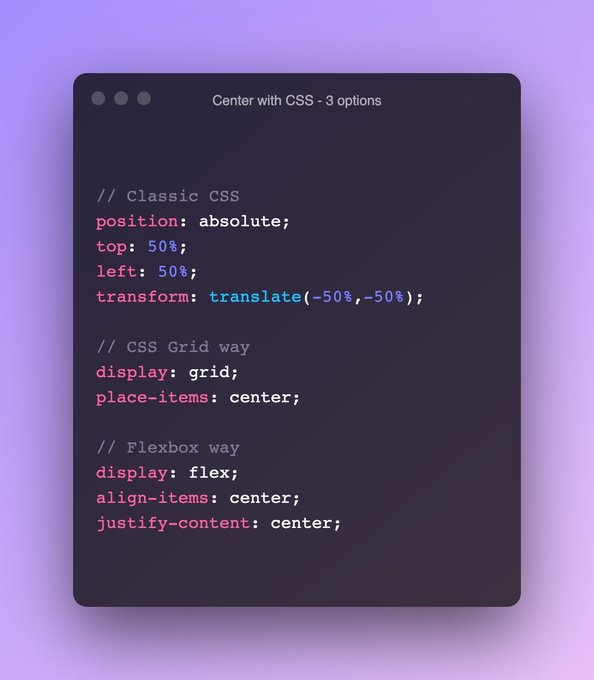 Center with CSS - 3 options
// Classic CSS
position: absolute;
top: 50%;
left: 50%;
transform: translate(-50%,-50%);
// CSS Grid way
display: grid;
place-items: center;
// Flexbox way
display: flex;
align-items: center;
justify-content: center;